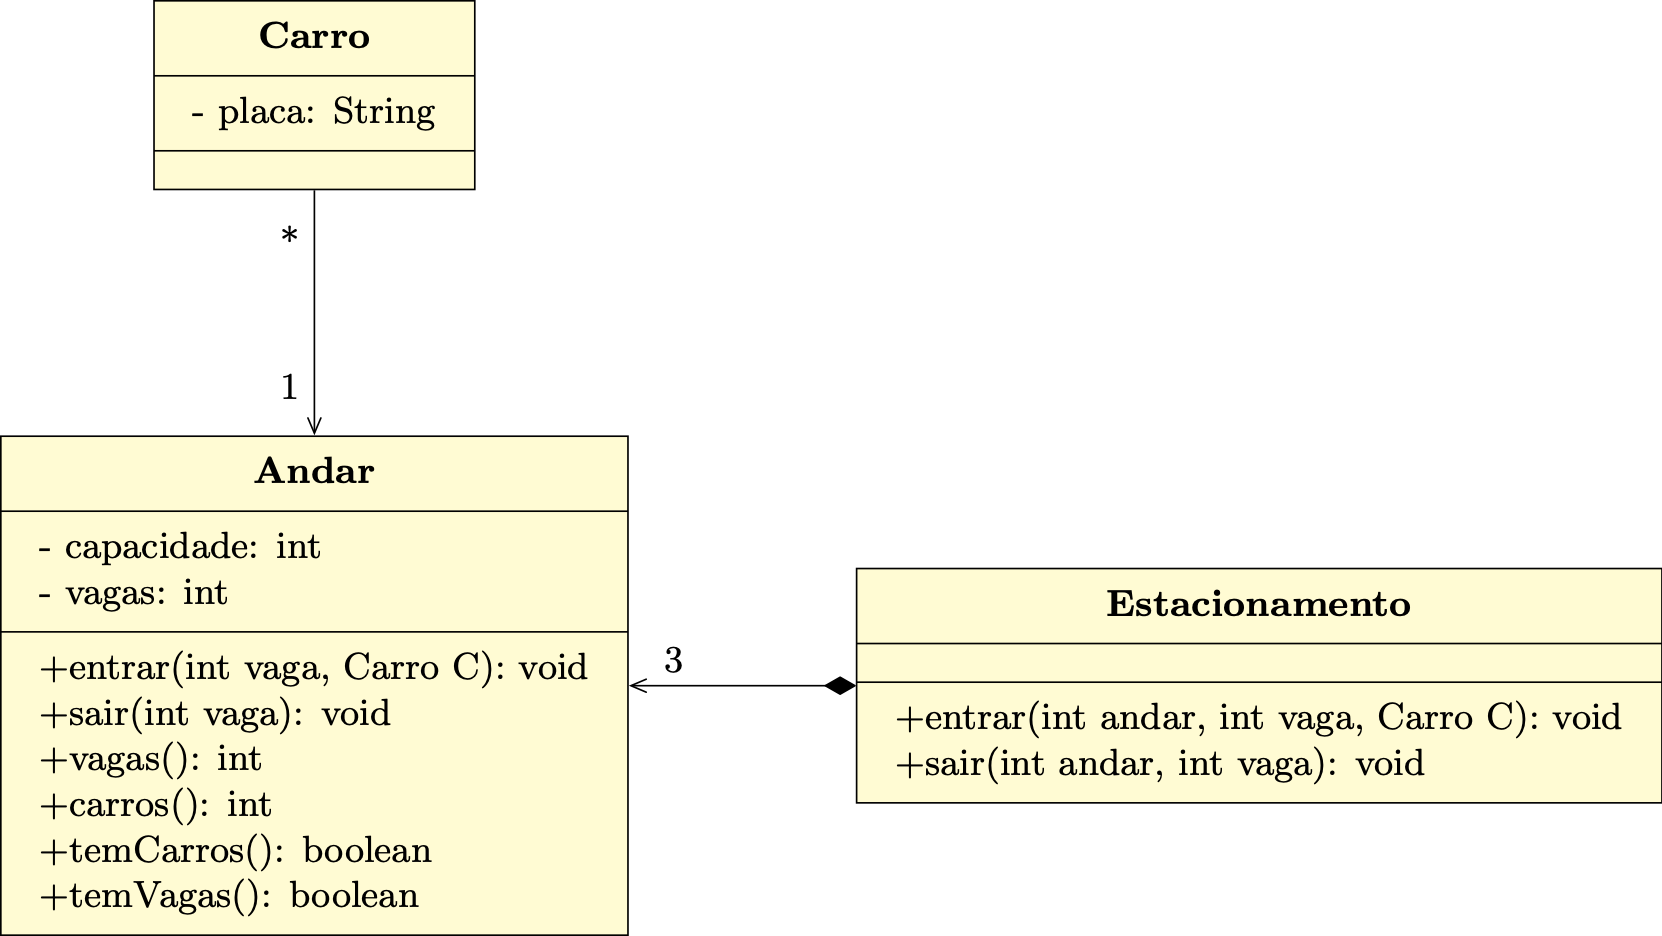 Carro
- placa: String
*
1
Andar
- capacidade: int
- vagas: int
+entrar(int vaga, Carro C): void
+sair(int vaga): void
+vagas(): int
+carros(): int
+temCarros(): boolean
+temVagas(): boolean
3
Estacionamento
+entrar(int andar, int vaga, Carro C): void
+sair(int andar, int vaga): void